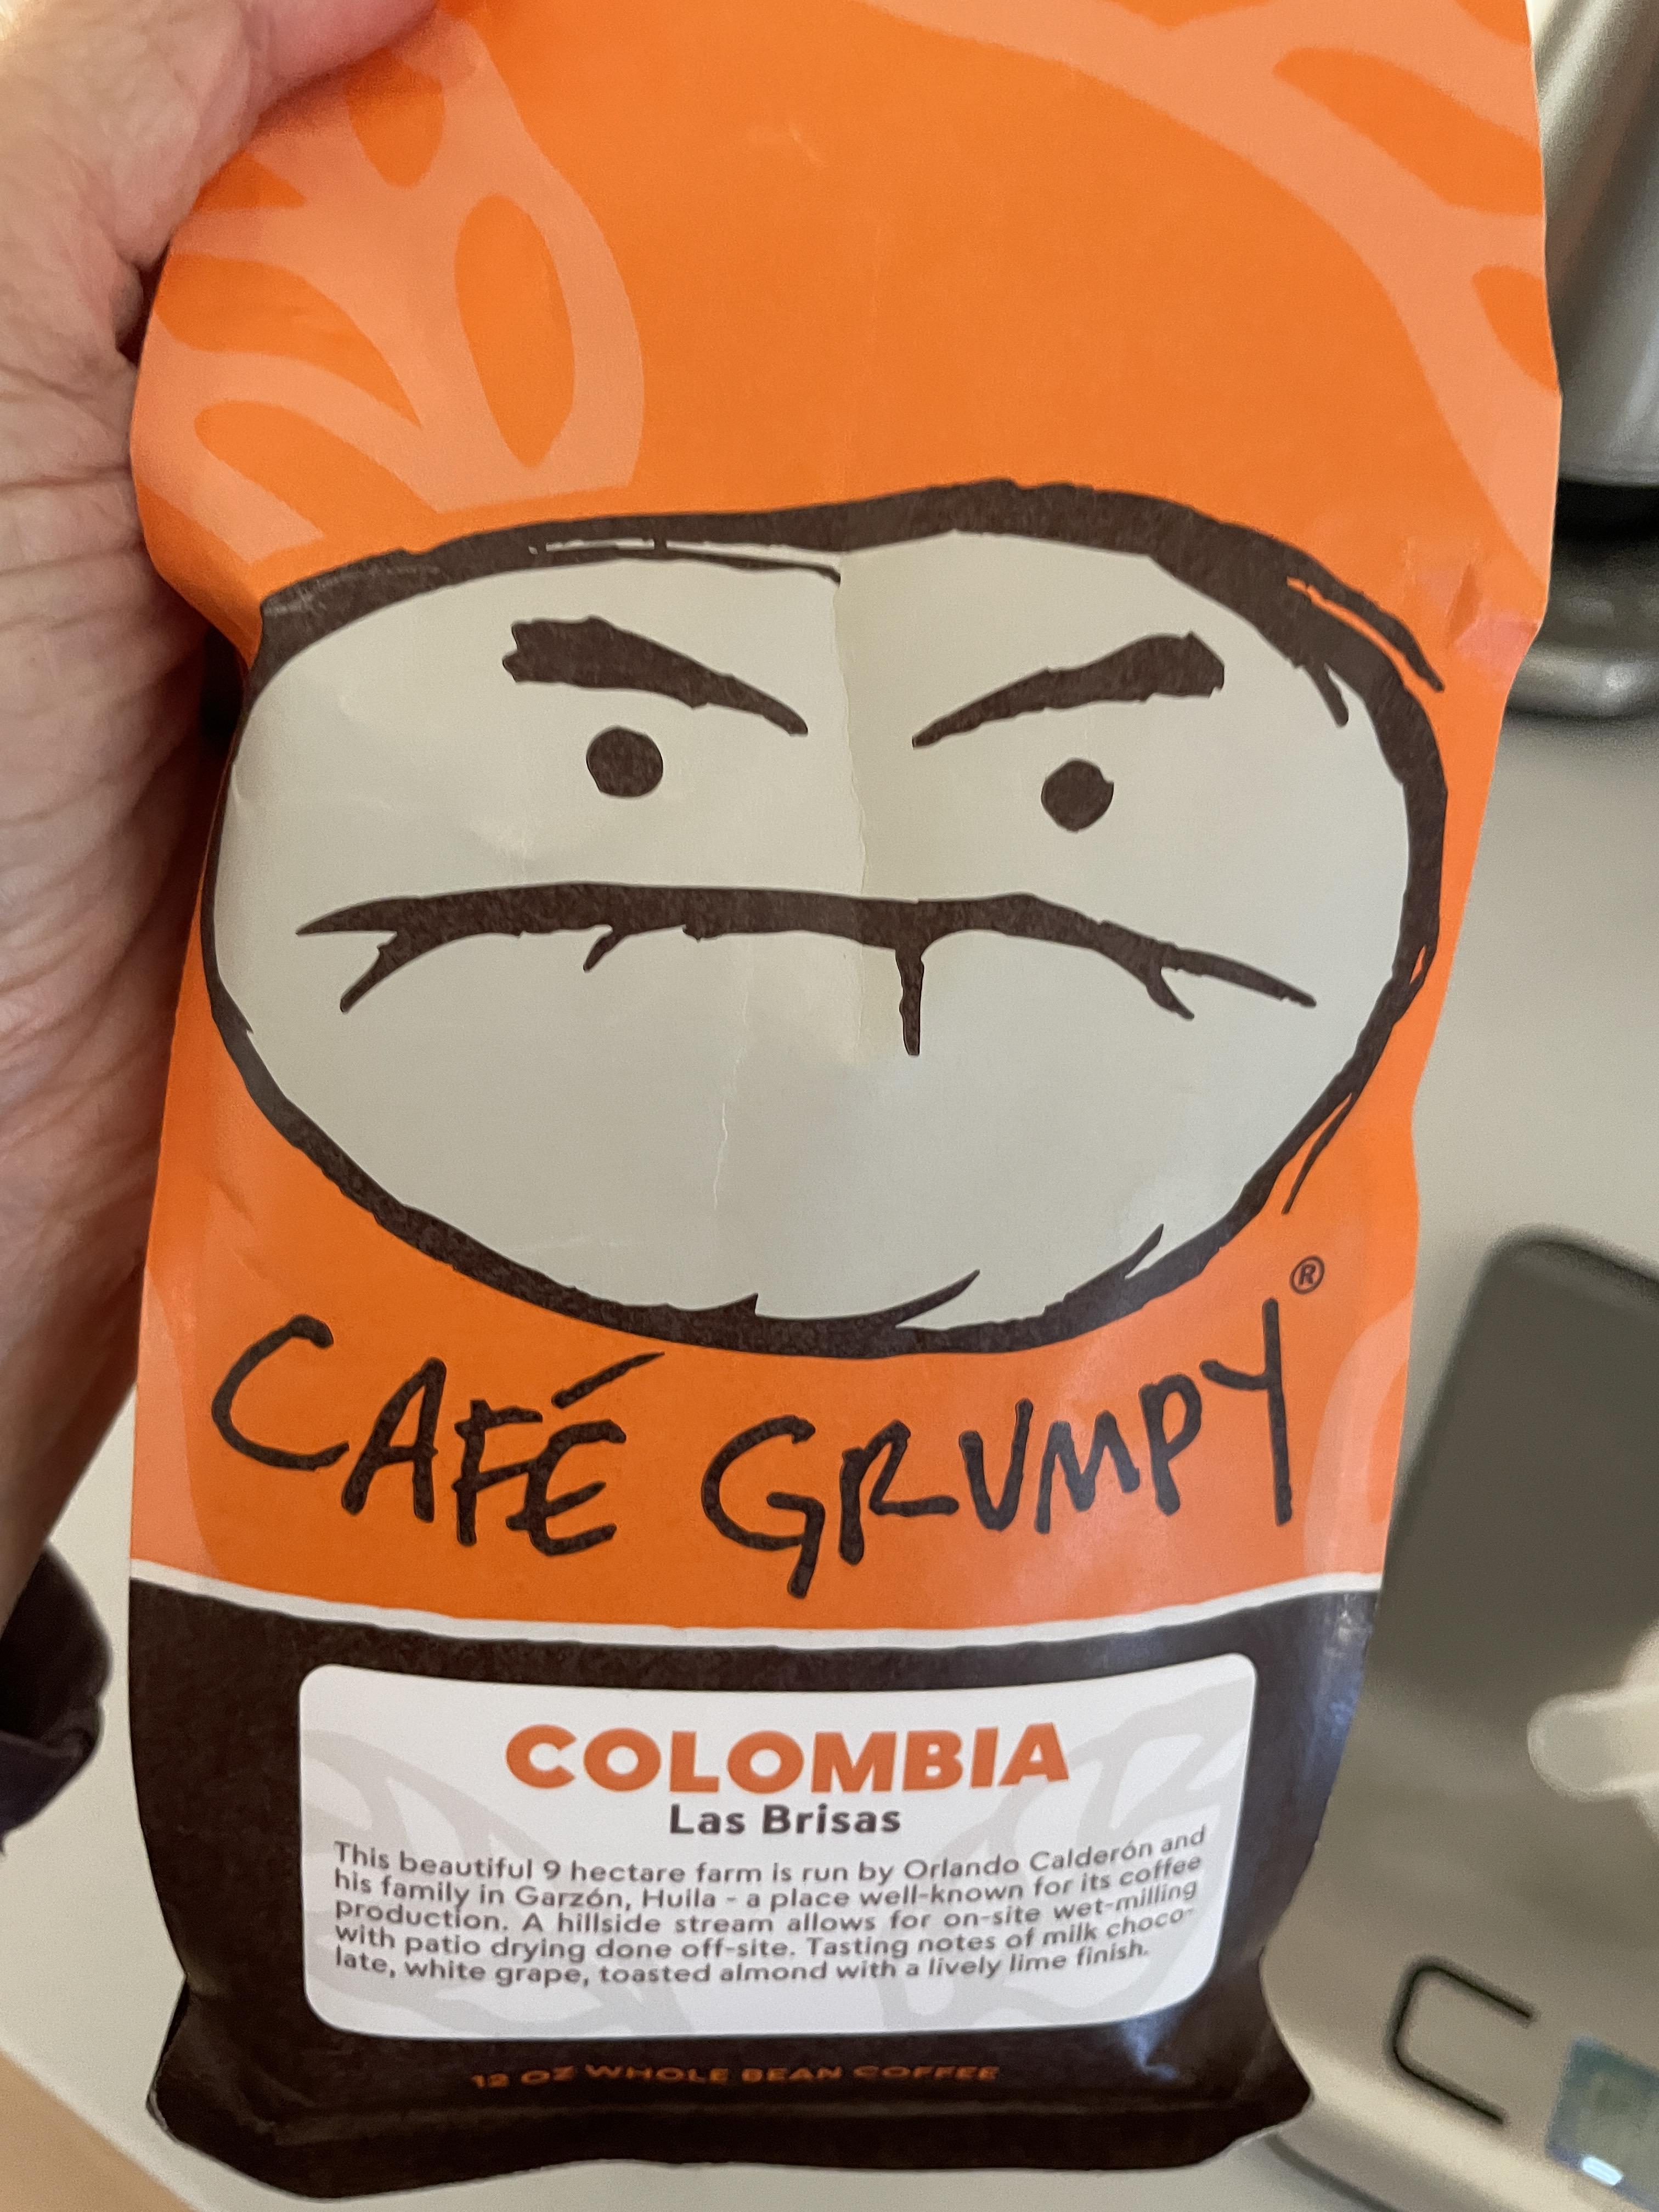 CAFÉ GRUMPY®
COLOMBIA
Las Brisas
This beautiful 9 hectare farm is run by Orlando Calderón and
his family in Garzón, Huila - a place well-known for its coffee
production. A hillside stream allows for on-site wet-milling
with patio drying done off-site. Tasting notes of milk choco-
late, white grape, toasted almond with a lively lime finish.
12 OZ WHOLE BEAN COFFEE